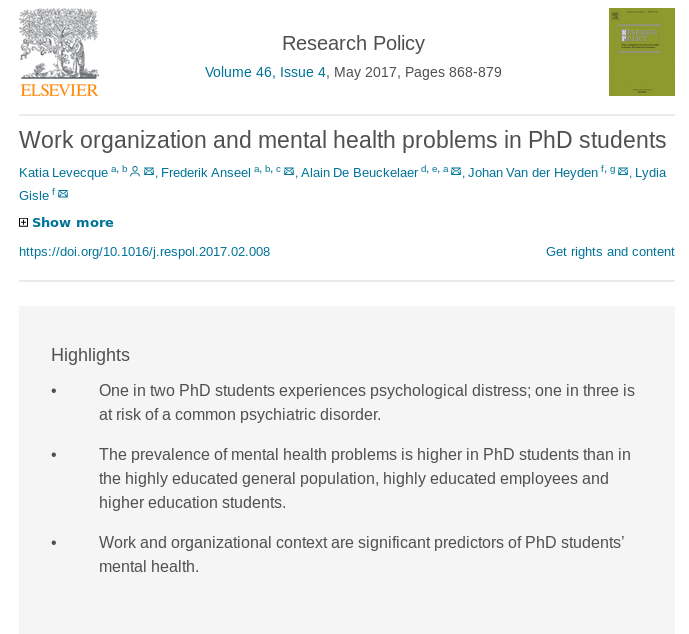 Research Policy
Volume 46, Issue 4, May 2017, Pages 868-879
ELSEVIER
RESEARCH
POLICY
Work organization and mental health problems in PhD students
Katia Levecque a, b, Frederik Anseel a, b, c, Alain De Beuckelaer d, e, a, Johan Van der Heyden f, g, Lydia
Gisle f
Show more
https://doi.org/10.1016/j.respol.2017.02.008 Get rights and content
Highlights
• One in two PhD students experiences psychological distress; one in three is
at risk of a common psychiatric disorder.
• The prevalence of mental health problems is higher in PhD students than in
the highly educated general population, highly educated employees and
higher education students.
• Work and organizational context are significant predictors of PhD students’
mental health.